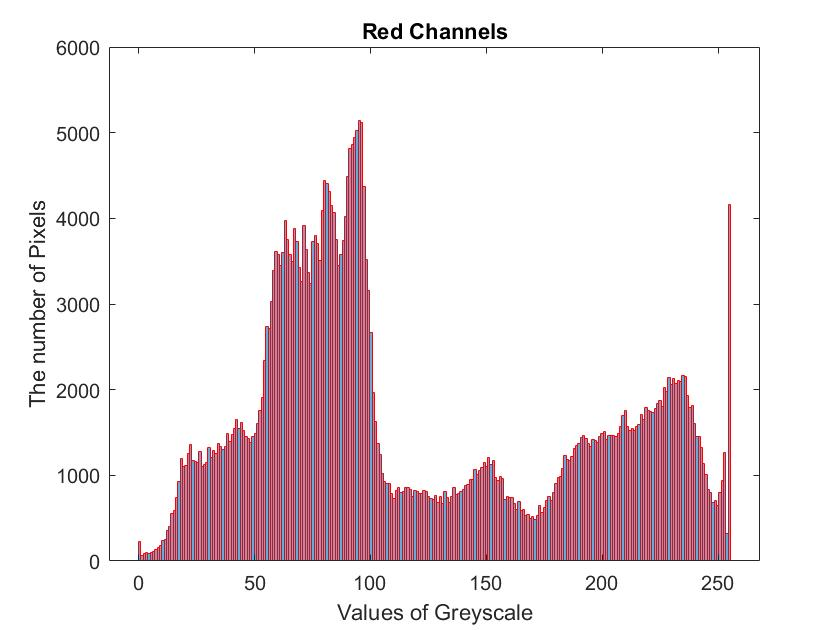 Red Channels
6000
5000
4000
3000
2000
1000
0
The number of Pixels
0 50 100 150 200 250
Values of Greyscale